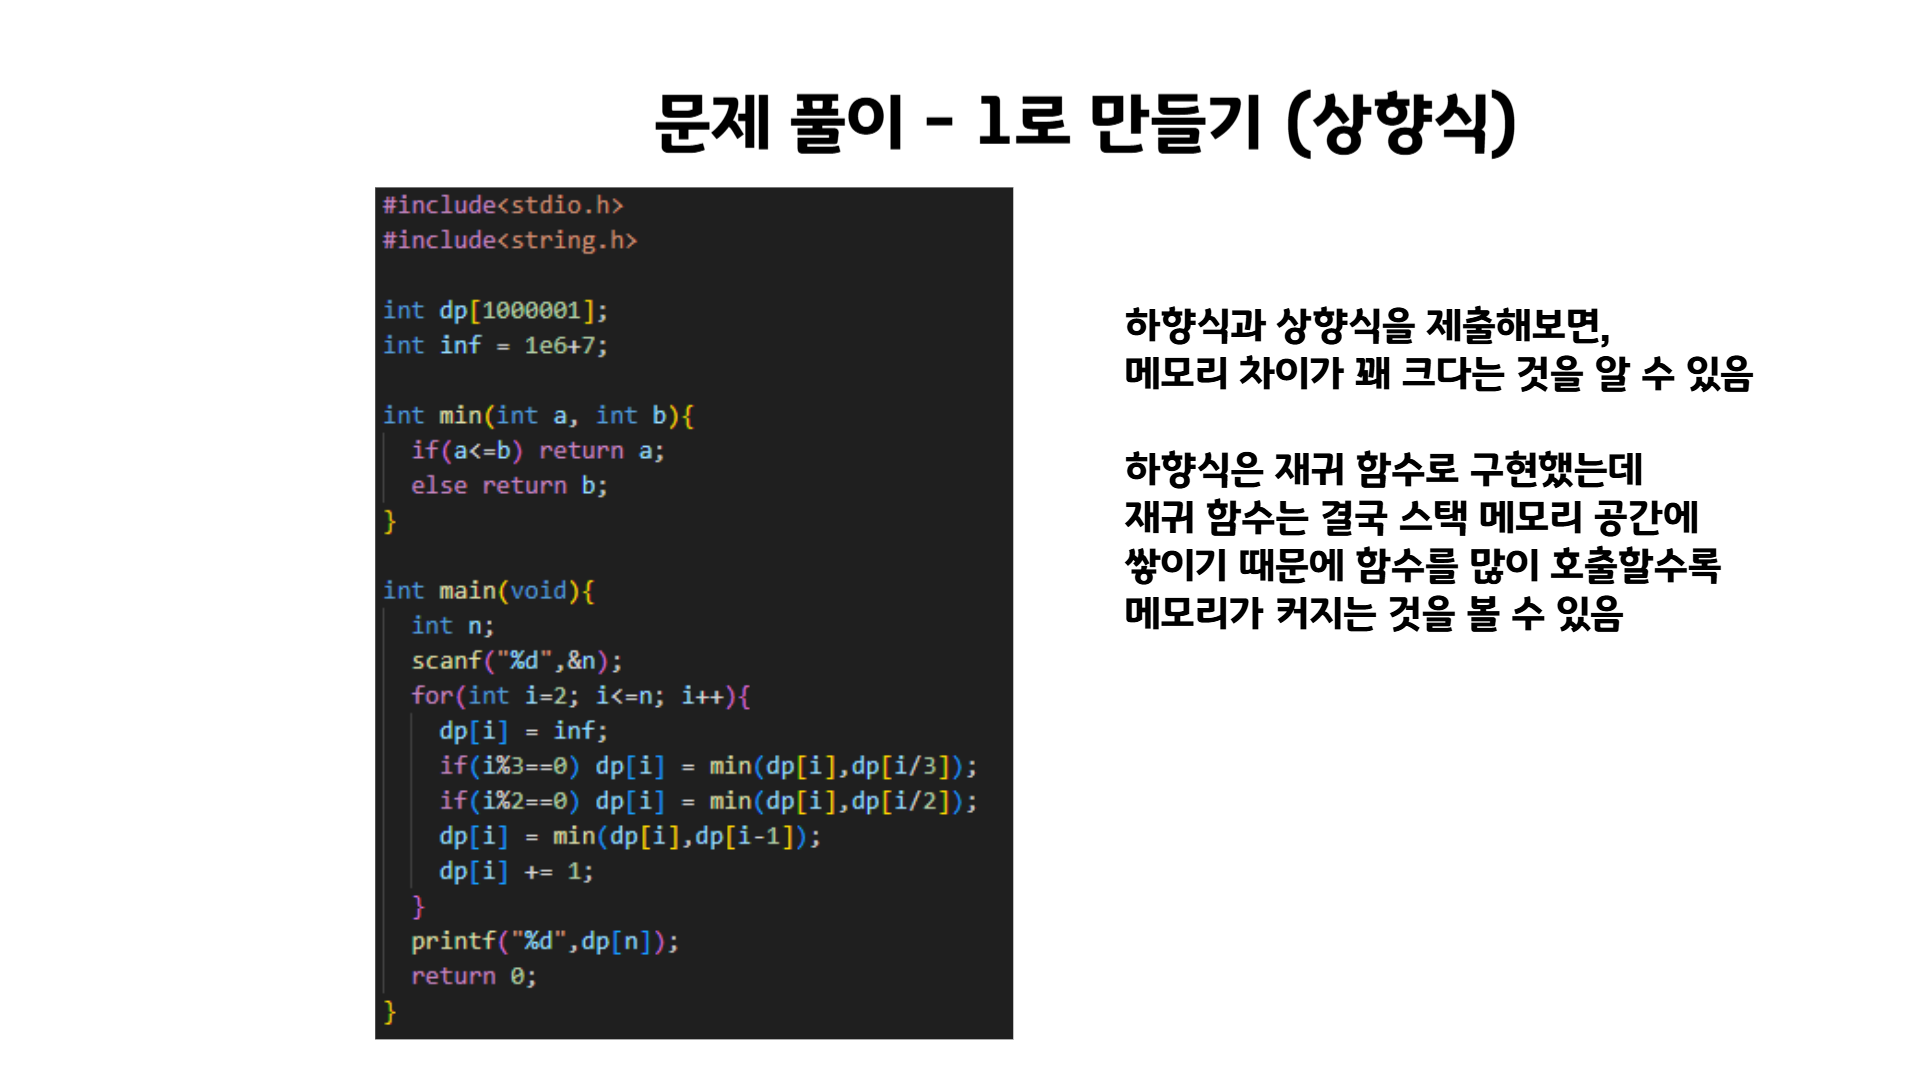 문제 풀이 - 1로 만들기 (상향식)
#include<stdio.h>
#include<string.h>
int dp[1000001];
int inf = 1e6+7;
int min(int a, int b){
if(a<=b) return a;
else return b;
}
int main(void){
int n;
scanf("%d",&n);
for(int i=2; i<=n; i++){
dp[i] = inf;
if(i%3==0) dp[i] = min(dp[i],dp[i/3]);
if(i%2==0) dp[i] = min(dp[i],dp[i/2]);
dp[i] = min(dp[i],dp[i-1]);
dp[i] += 1;
}
printf("%d",dp[n]);
return 0;
}
하향식과 상향식을 제출해보면,
메모리 차이가 꽤 크다는 것을 알 수 있음
하향식은 재귀 함수로 구현했는데
재귀 함수는 결국 스택 메모리 공간에
쌓이기 때문에 함수를 많이 호출할수록
메모리가 커지는 것을 볼 수 있음